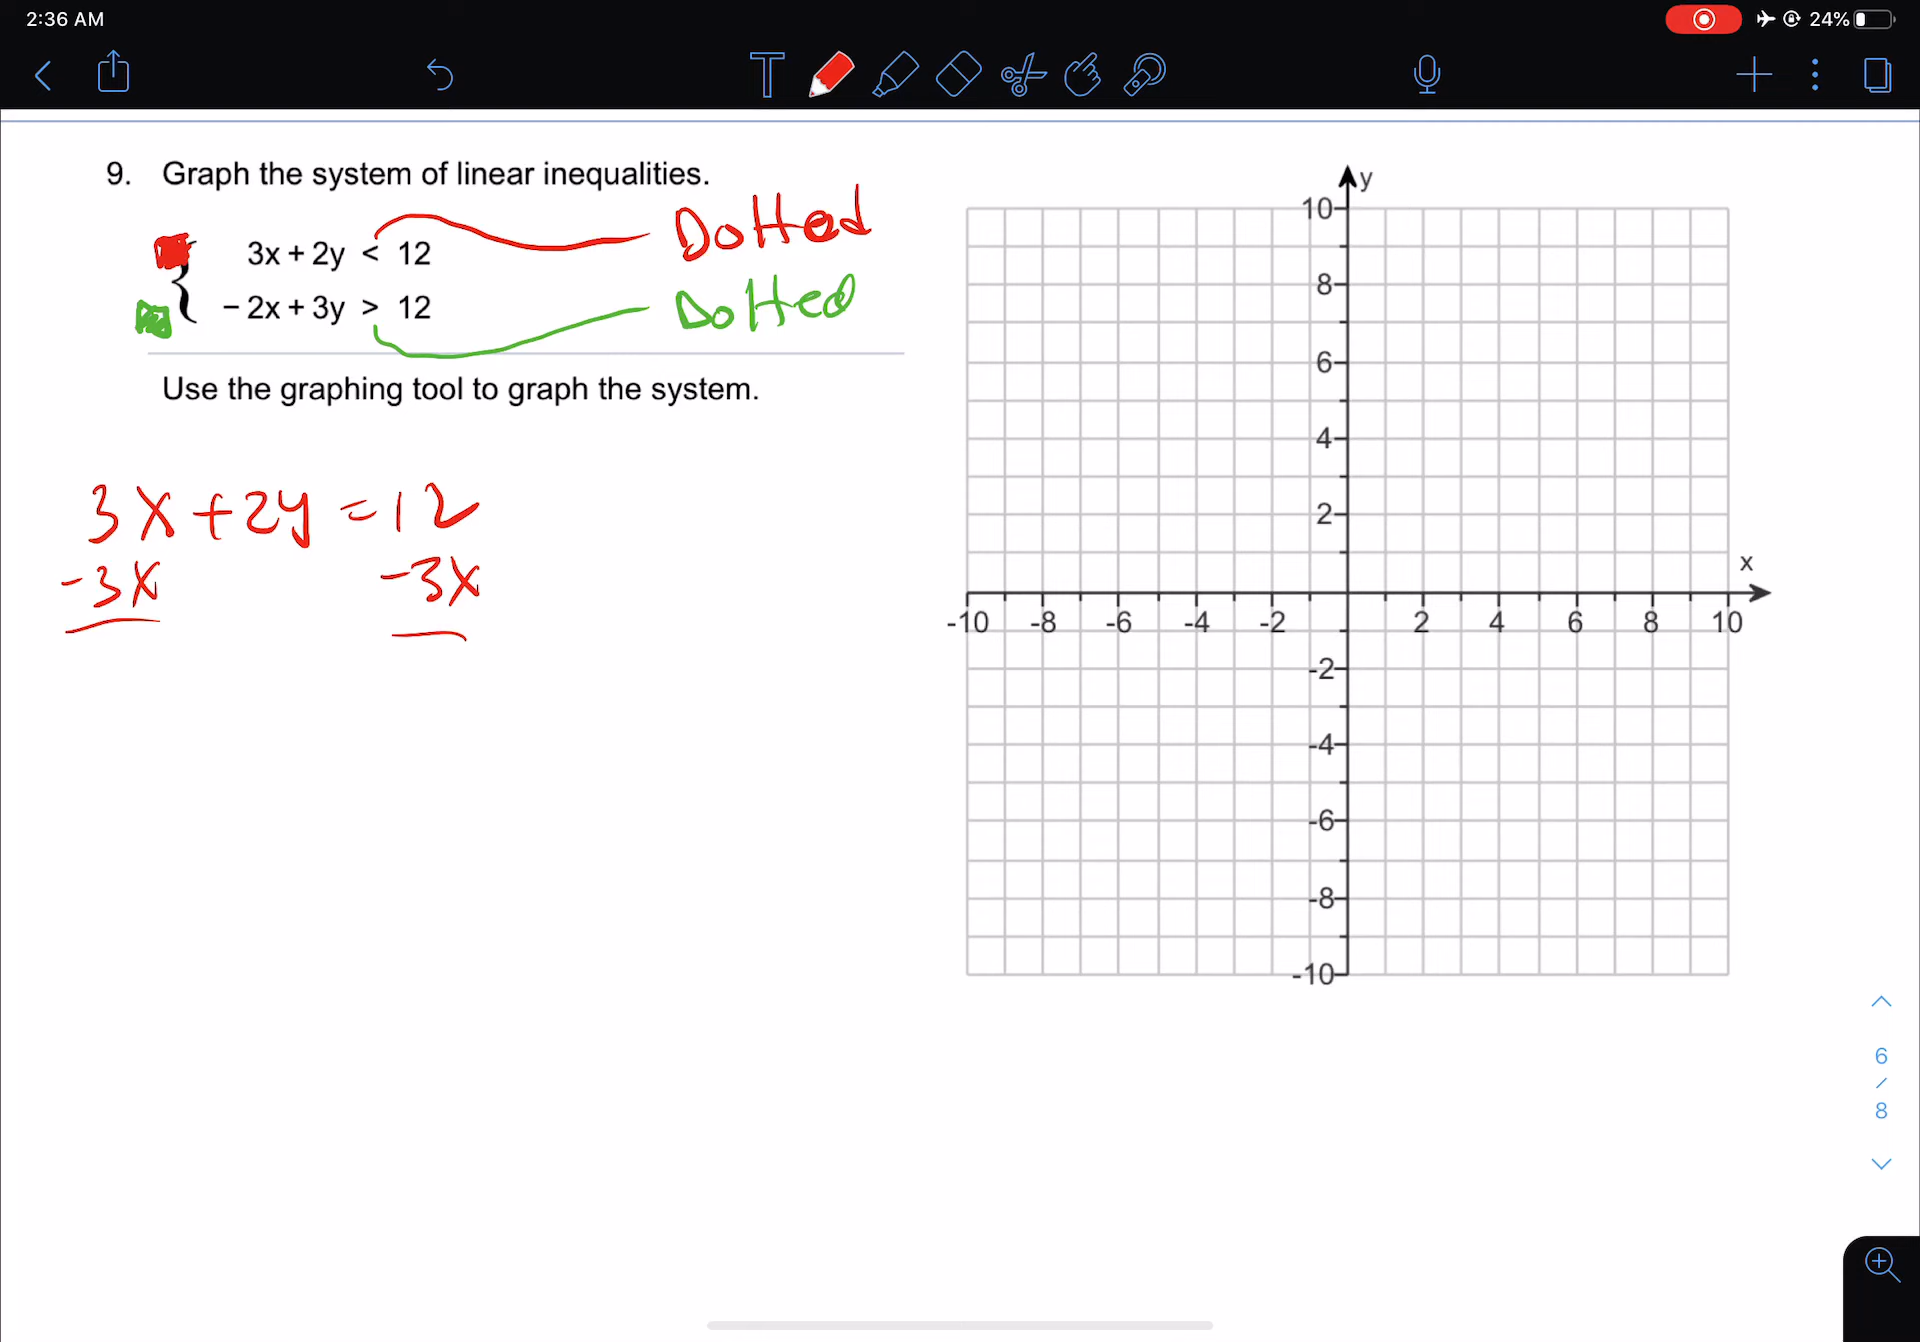 2:36 AM
24%
T
9. Graph the system of linear inequalities.
3x + 2y < 12
Dotted
- 2x + 3y > 12
Dotted
Use the graphing tool to graph the system.
3x+2y =12
-3x -3x
y
10
8
6
4
2
x
-10 -8 -6 -4 -2 2 4 6 8 10
-2
-4
-6
-8
-10
6
/
8